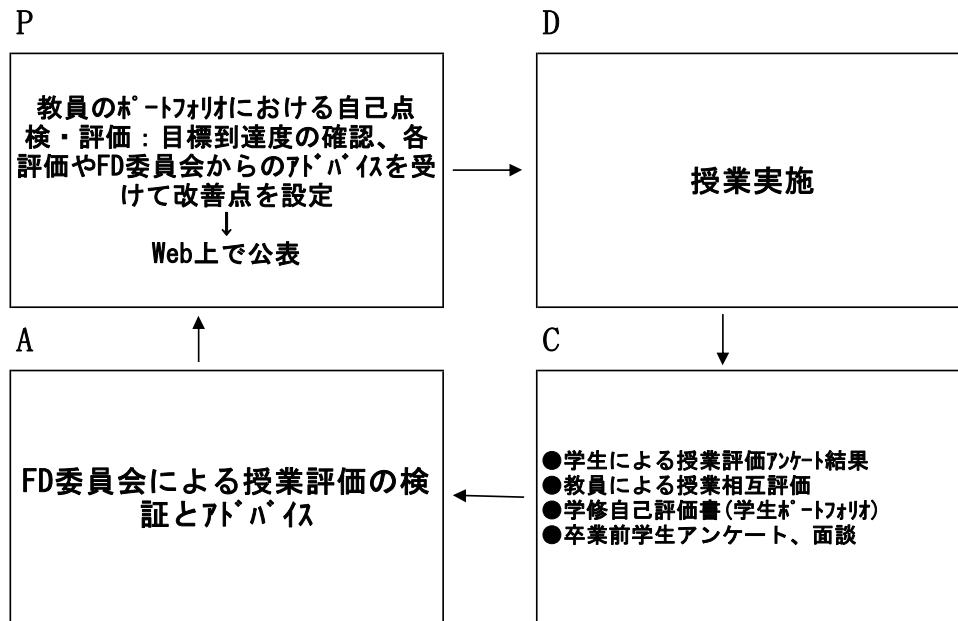 P
教員のﾎﾟｰﾄﾌｫﾘｵにおける自己点
検・評価：目標到達度の確認、各
評価やFD委員会からのｱﾄﾞﾊﾞｲｽを受
けて改善点を設定
↓
Web上で公表
D
授業実施
A
FD委員会による授業評価の検
証とｱﾄﾞﾊﾞｲｽ
C
●学生による授業評価ｱﾝｹｰﾄ結果
●教員による授業相互評価
●学修自己評価書(学生ﾎﾟｰﾄﾌｫﾘｵ)
●卒業前学生アンケート、面談